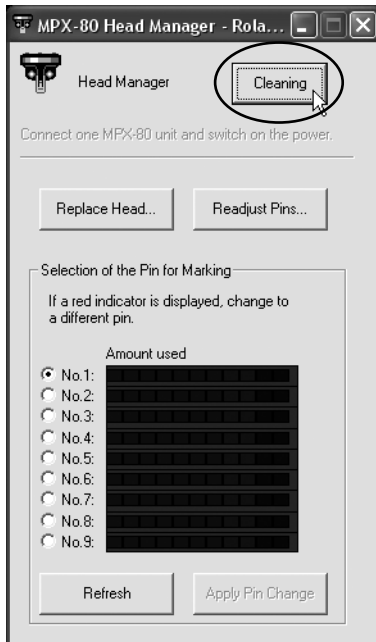 MPX-80 Head Manager - Rola...
Head Manager
Cleaning
Connect one MPX-80 unit and switch on the power.
Replace Head...
Readjust Pins...
Selection of the Pin for Marking
If a red indicator is displayed, change to
a different pin.
Amount used
No.1:
No.2:
No.3:
No.4:
No.5:
No.6:
No.7:
No.8:
No.9:
Refresh
Apply Pin Change